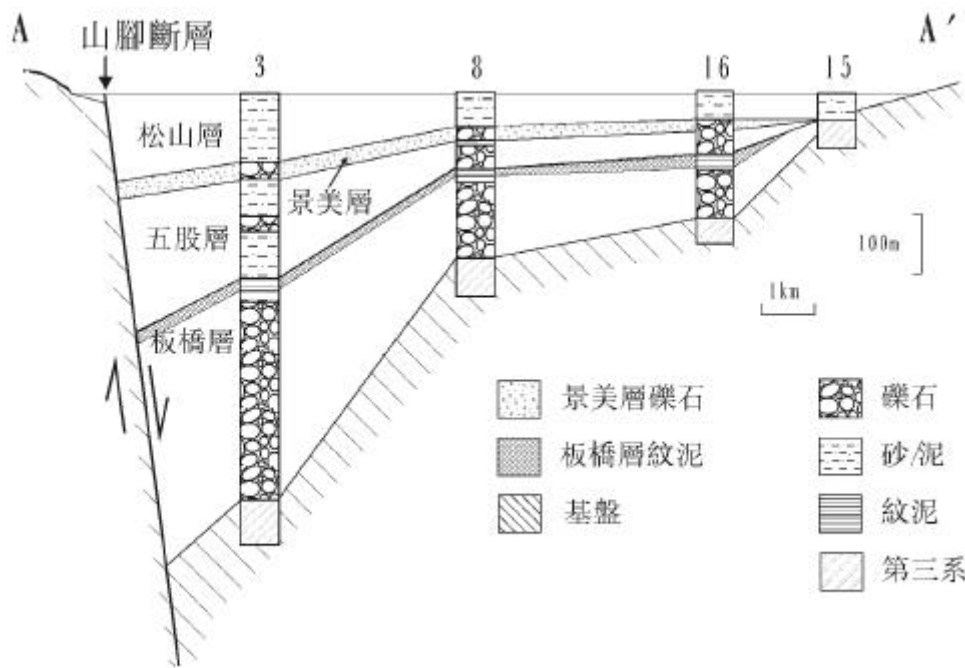 A
山腳斷層
3
8
16
15
A'
松山層
景美層
五股層
板橋層
100m
1km
景美層礫石
板橋層紋泥
基盤
礫石
砂/泥
紋泥
第三系